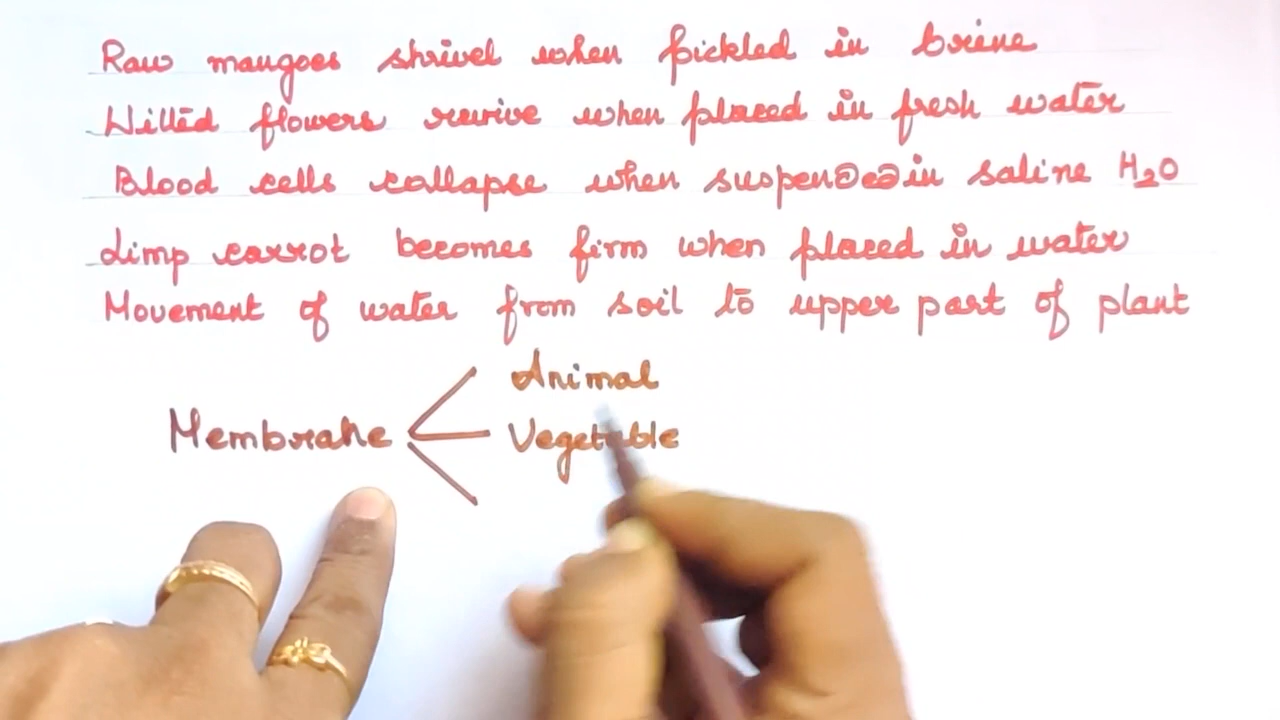 Raw mangoes shrivel when pickled in brine
Wilted flowers revive when placed in fresh water
Blood cells collapse when suspended in saline H₂O
Limp carrot becomes firm when placed in water
Movement of water from soil to upper part of plant
Animal
Membrane
Vegetable